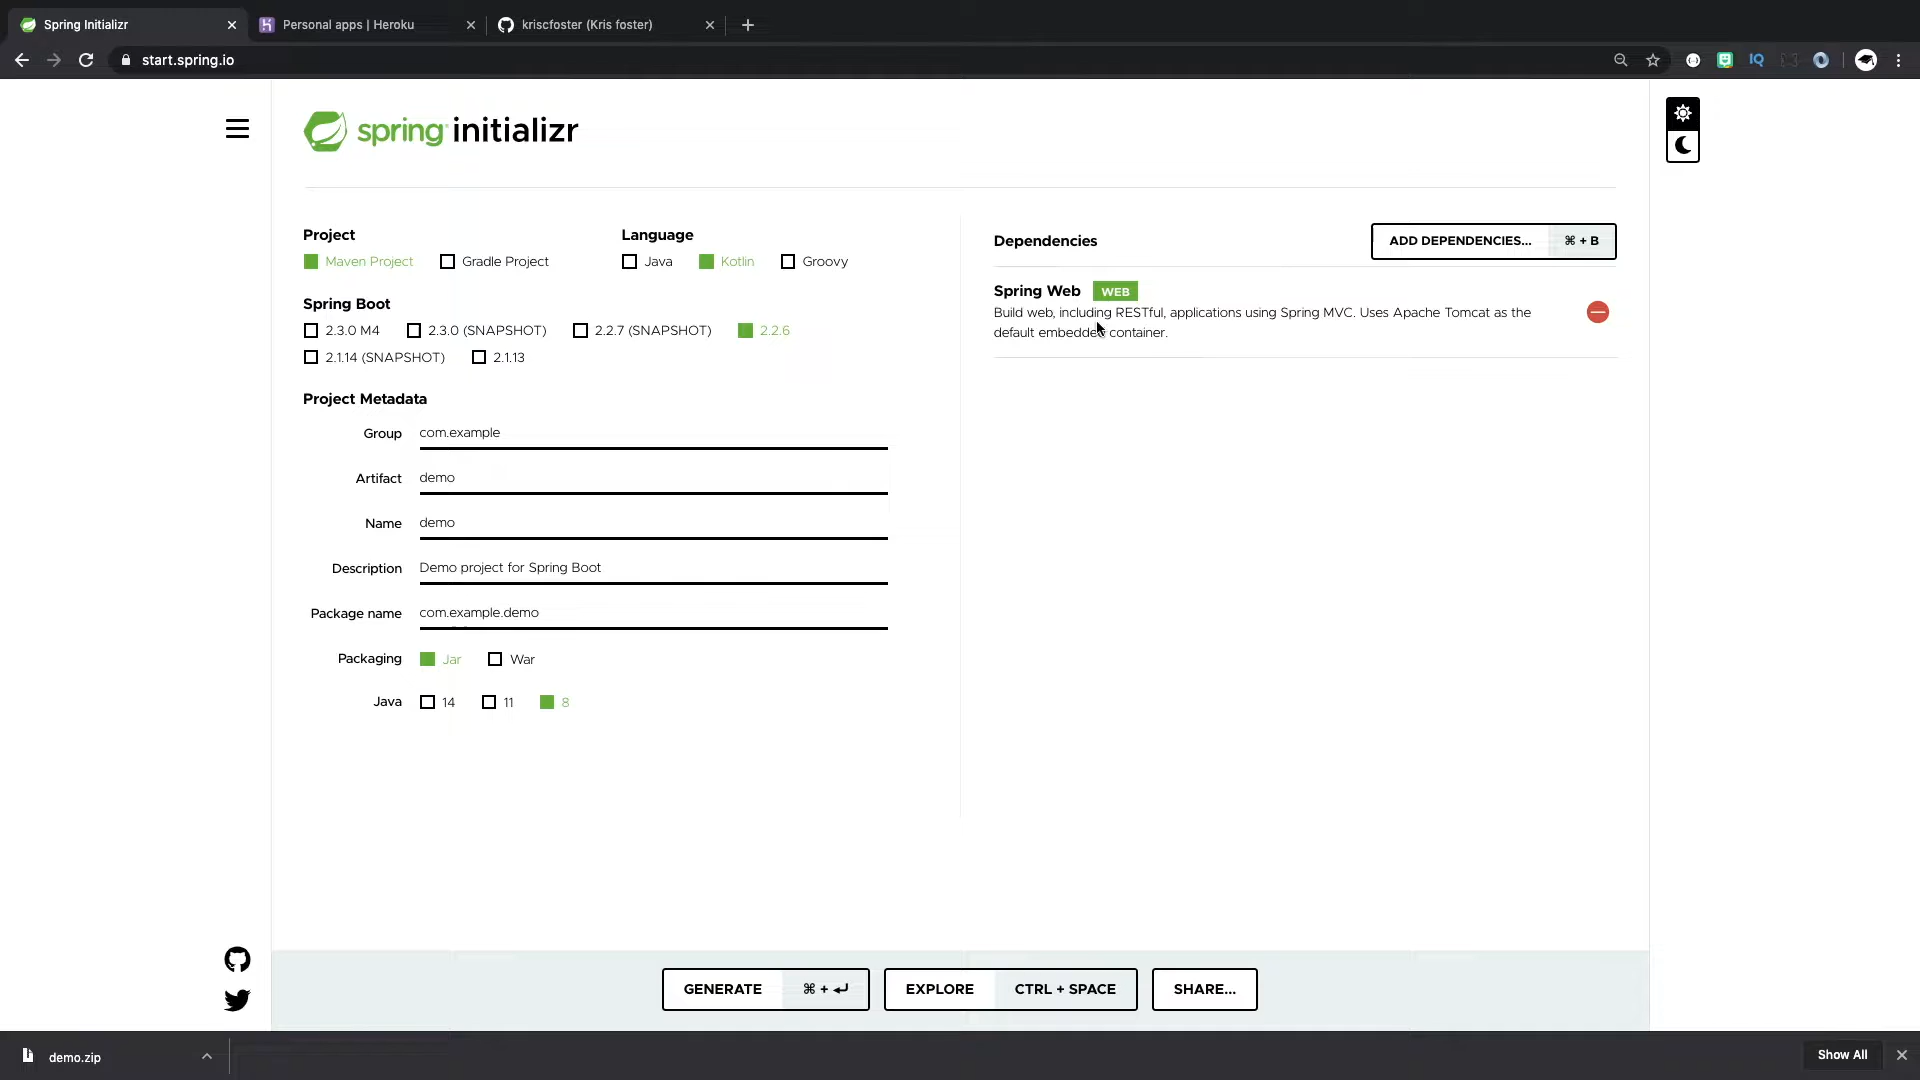 Spring Initializr
Personal apps | Heroku
kriscfoster (Kris foster)
start.spring.io
IQ
spring initializr
Project
Maven Project
Gradle Project
Language
Java
Kotlin
Groovy
Spring Boot
2.3.0 M4
2.3.0 (SNAPSHOT)
2.2.7 (SNAPSHOT)
2.2.6
2.1.14 (SNAPSHOT)
2.1.13
Project Metadata
Group
com.example
Artifact
demo
Name
demo
Description
Demo project for Spring Boot
Package name
com.example.demo
Packaging
Jar
War
Java
14
11
8
Dependencies
ADD DEPENDENCIES...
⌘ + B
Spring Web
WEB
Build web, including RESTful, applications using Spring MVC. Uses Apache Tomcat as the
default embedded container.
GENERATE
⌘ + ↵
EXPLORE
CTRL + SPACE
SHARE...
demo.zip
Show All